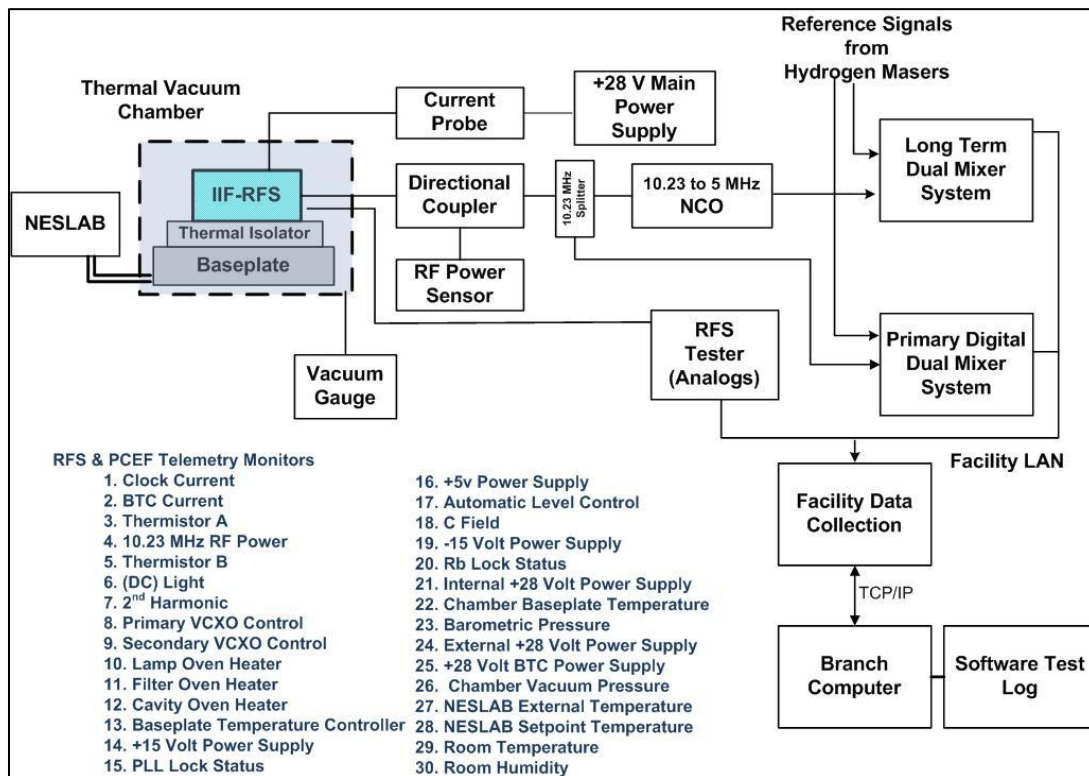 Reference Signals
from
Hydrogen Masers
Thermal Vacuum
Chamber
Current
Probe
+28 V Main
Power
Supply
Long Term
Dual Mixer
System
IIF-RFS
Thermal Isolator
Baseplate
NESLAB
Directional
Coupler
10.23 MHz
Splitter
10.23 to 5 MHz
NCO
RF Power
Sensor
Vacuum
Gauge
RFS
Tester
(Analogs)
Primary Digital
Dual Mixer
System
Facility LAN
Facility Data
Collection
TCP/IP
Branch
Computer
Software Test
Log
RFS & PCEF Telemetry Monitors
1. Clock Current
2. BTC Current
3. Thermistor A
4. 10.23 MHz RF Power
5. Thermistor B
6. (DC) Light
7. 2nd Harmonic
8. Primary VCXO Control
9. Secondary VCXO Control
10. Lamp Oven Heater
11. Filter Oven Heater
12. Cavity Oven Heater
13. Baseplate Temperature Controller
14. +15 Volt Power Supply
15. PLL Lock Status
16. +5v Power Supply
17. Automatic Level Control
18. C Field
19. -15 Volt Power Supply
20. Rb Lock Status
21. Internal +28 Volt Power Supply
22. Chamber Baseplate Temperature
23. Barometric Pressure
24. External +28 Volt Power Supply
25. +28 Volt BTC Power Supply
26. Chamber Vacuum Pressure
27. NESLAB External Temperature
28. NESLAB Setpoint Temperature
29. Room Temperature
30. Room Humidity